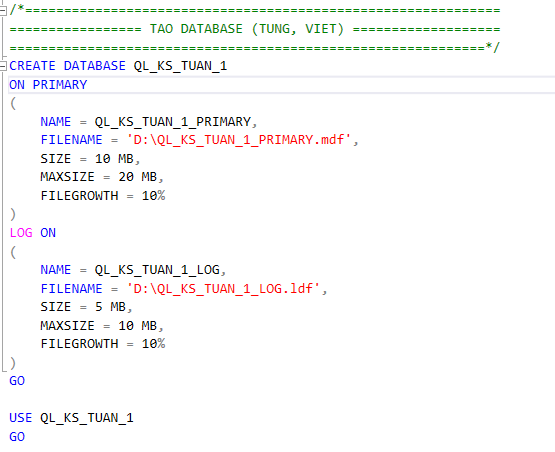 /*=============================================================
================= TAO DATABASE (TUNG, VIET) ===================
=============================================================*/
CREATE DATABASE QL_KS_TUAN_1
ON PRIMARY
(
    NAME = QL_KS_TUAN_1_PRIMARY,
    FILENAME = 'D:\QL_KS_TUAN_1_PRIMARY.mdf',
    SIZE = 10 MB,
    MAXSIZE = 20 MB,
    FILEGROWTH = 10%
)
LOG ON
(
    NAME = QL_KS_TUAN_1_LOG,
    FILENAME = 'D:\QL_KS_TUAN_1_LOG.ldf',
    SIZE = 5 MB,
    MAXSIZE = 10 MB,
    FILEGROWTH = 10%
)
GO

USE QL_KS_TUAN_1
GO